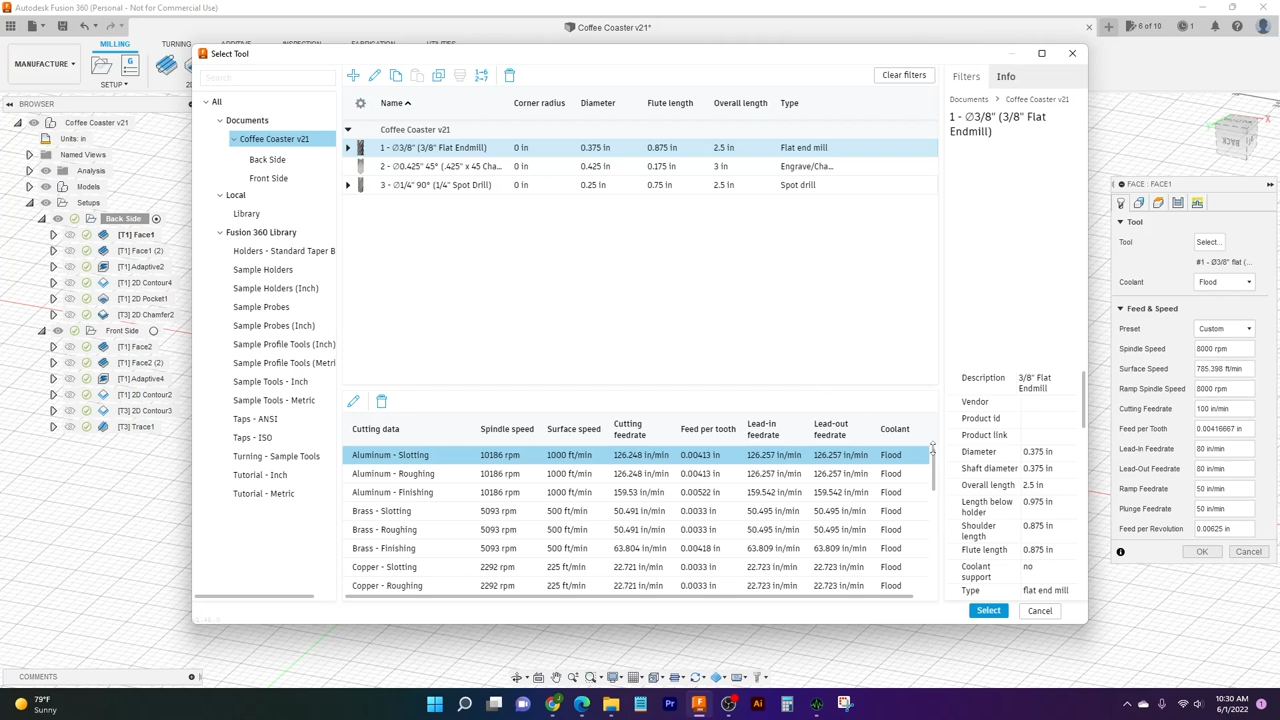 Autodesk Fusion 360 (Personal - Not for Commercial Use)
Coffee Coaster v21*
6 of 10
1
MILLING
TURNING
UTILITIES
MANUFACTURE
SETUP
BROWSER
Coffee Coaster v21
Units: in
Named Views
Analysis
Models
Setups
Back Side
[T1] Face1
[T1] Face1 (2)
[T1] Adaptive2
[T1] 2D Contour4
[T1] 2D Pocket1
[T3] 2D Chamfer2
Front Side
[T1] Face2
[T1] Face2 (2)
[T1] Adaptive4
[T1] 2D Contour2
[T3] 2D Contour3
[T3] Trace1
COMMENTS
Select Tool
Search
All
Documents
Coffee Coaster v21
Back Side
Front Side
Local
Library
Fusion 360 Library
Holders - Standard Taper B
Sample Holders
Sample Holders (Inch)
Sample Probes
Sample Probes (Inch)
Sample Profile Tools (Inch)
Sample Profile Tools (Metri
Sample Tools - Inch
Sample Tools - Metric
Taps - ANSI
Taps - ISO
Turning - Sample Tools
Tutorial - Inch
Tutorial - Metric
Clear filters
Name Corner radius Diameter Flute length Overall length Type
Coffee Coaster v21
1 - ∅3/8" (3/8" Flat Endmill) 0 in 0.375 in 0.875 in 2.5 in Flat end mill
2 - ∅0.425" 45° (.425" x 45 Cha... 0 in 0.425 in 0.175 in 3 in Engrave/Cha...
3 - ∅1/4" 90° (1/4" Spot Drill) 0 in 0.25 in 0.75 in 2.5 in Spot drill
Cutting data Spindle speed Surface speed Cutting feedrate Feed per tooth Lead-in feedrate Lead-out feedrate Coolant
Aluminum - Slotting 10186 rpm 1000 ft/min 126.248 in/min 0.00413 in 126.257 in/min 126.257 in/min Flood
Aluminum - Roughing 10186 rpm 1000 ft/min 126.248 in/min 0.00413 in 126.257 in/min 126.257 in/min Flood
Aluminum - Finishing 10186 rpm 1000 ft/min 159.53 in/min 0.00522 in 159.542 in/min 159.542 in/min Flood
Brass - Slotting 5093 rpm 500 ft/min 50.491 in/min 0.0033 in 50.495 in/min 50.495 in/min Flood
Brass - Roughing 5093 rpm 500 ft/min 50.491 in/min 0.0033 in 50.495 in/min 50.495 in/min Flood
Brass - Finishing 5093 rpm 500 ft/min 63.804 in/min 0.00418 in 63.809 in/min 63.809 in/min Flood
Copper - Slotting 2292 rpm 225 ft/min 22.721 in/min 0.0033 in 22.723 in/min 22.723 in/min Flood
Copper - Roughing 2292 rpm 225 ft/min 22.721 in/min 0.0033 in 22.723 in/min 22.723 in/min Flood
Filters Info
Documents > Coffee Coaster v21
1 - ∅3/8" (3/8" Flat
Endmill)
Description 3/8" Flat
Endmill
Vendor
Product id
Product link
Diameter 0.375 in
Shaft diameter 0.375 in
Overall length 2.5 in
Length below holder 0.975 in
Shoulder length 0.875 in
Flute length 0.875 in
Coolant support no
Type flat end mill
Select Cancel
BACK
X
FACE : FACE1
Tool
Tool Select...
#1 - Ø3/8" flat (...
Coolant Flood
Feed & Speed
Preset Custom
Spindle Speed 8000 rpm
Surface Speed 785.398 ft/min
Ramp Spindle Speed 8000 rpm
Cutting Feedrate 100 in/min
Feed per Tooth 0.00416667 in
Lead-In Feedrate 80 in/min
Lead-Out Feedrate 80 in/min
Ramp Feedrate 50 in/min
Plunge Feedrate 50 in/min
Feed per Revolution 0.00625 in
OK Cancel
79°F
Sunny
Pr
Ai
10:30 AM
6/1/2022